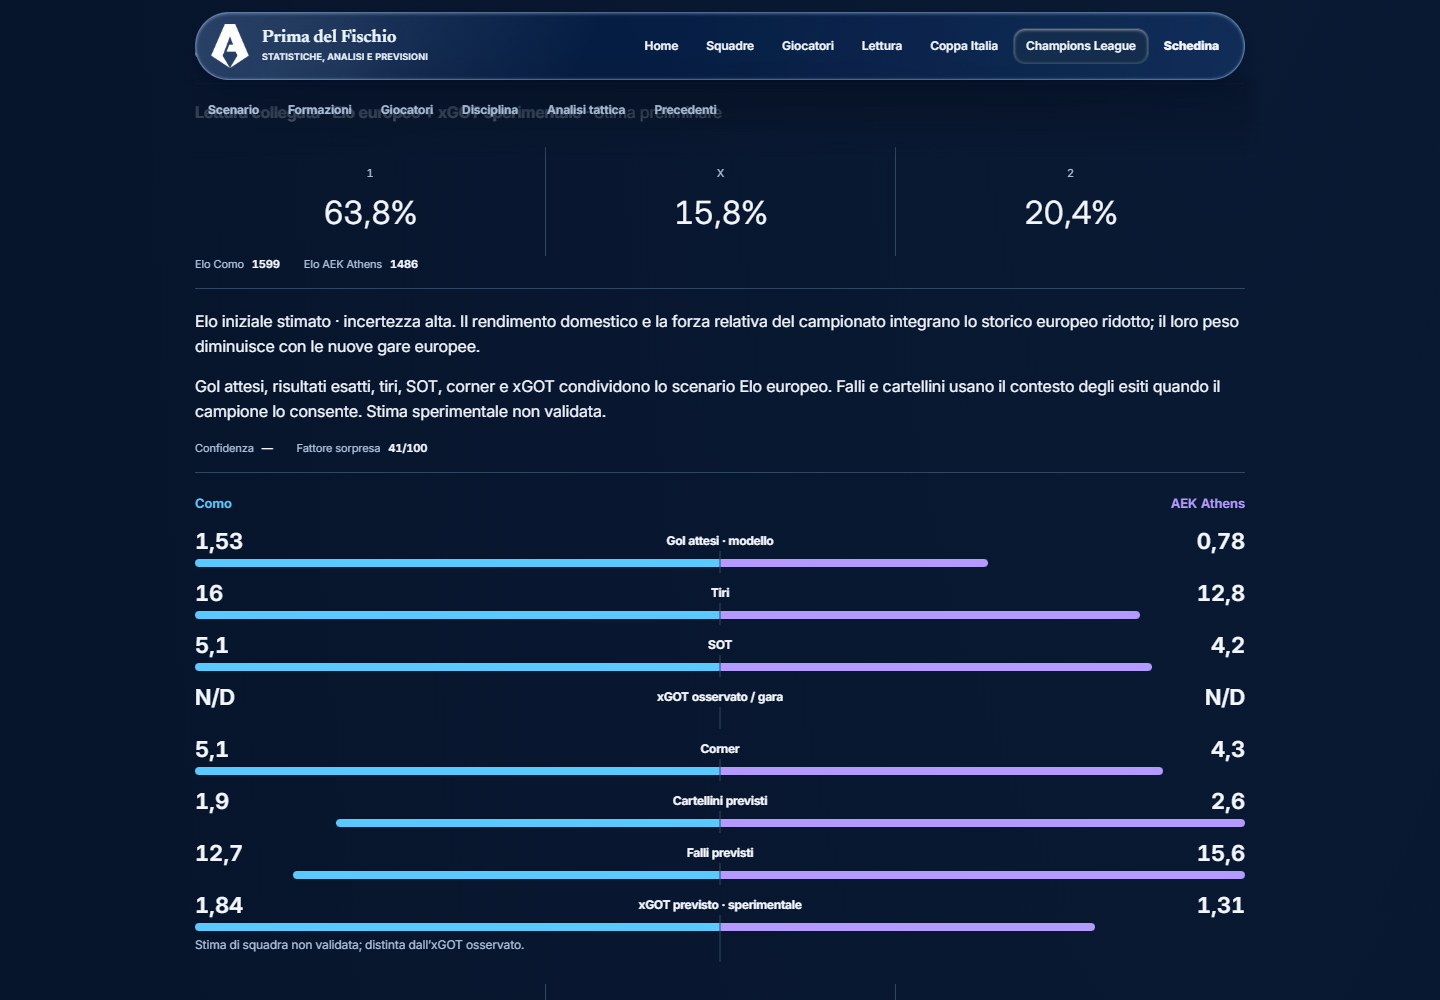 Prima del Fischio
STATISTICHE, ANALISI E PREVISIONI
Home Squadre Giocatori Lettura Coppa Italia Champions League Schedina
Scenario Formazioni Giocatori Disciplina Analisi tattica Precedenti
Lettura collegata · Elo europeo + xGOT sperimentale · Stima preliminare
1 X 2
63,8% 15,8% 20,4%
Elo Como 1599 Elo AEK Athens 1486
Elo iniziale stimato · incertezza alta. Il rendimento domestico e la forza relativa del campionato integrano lo storico europeo ridotto; il loro peso
diminuisce con le nuove gare europee.
Gol attesi, risultati esatti, tiri, SOT, corner e xGOT condividono lo scenario Elo europeo. Falli e cartellini usano il contesto degli esiti quando il
campione lo consente. Stima sperimentale non validata.
Confidenza — Fattore sorpresa 41/100
Como AEK Athens
1,53 Gol attesi · modello 0,78
16 Tiri 12,8
5,1 SOT 4,2
N/D xGOT osservato / gara N/D
5,1 Corner 4,3
1,9 Cartellini previsti 2,6
12,7 Falli previsti 15,6
1,84 xGOT previsto · sperimentale 1,31
Stima di squadra non validata; distinta dall'xGOT osservato.